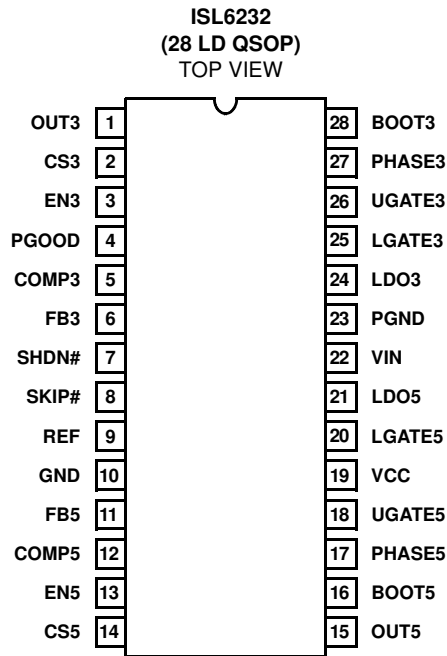 ISL6232
(28 LD QSOP)
TOP VIEW
OUT3 1 28 BOOT3
CS3 2 27 PHASE3
EN3 3 26 UGATE3
PGOOD 4 25 LGATE3
COMP3 5 24 LDO3
FB3 6 23 PGND
SHDN# 7 22 VIN
SKIP# 8 21 LDO5
REF 9 20 LGATE5
GND 10 19 VCC
FB5 11 18 UGATE5
COMP5 12 17 PHASE5
EN5 13 16 BOOT5
CS5 14 15 OUT5